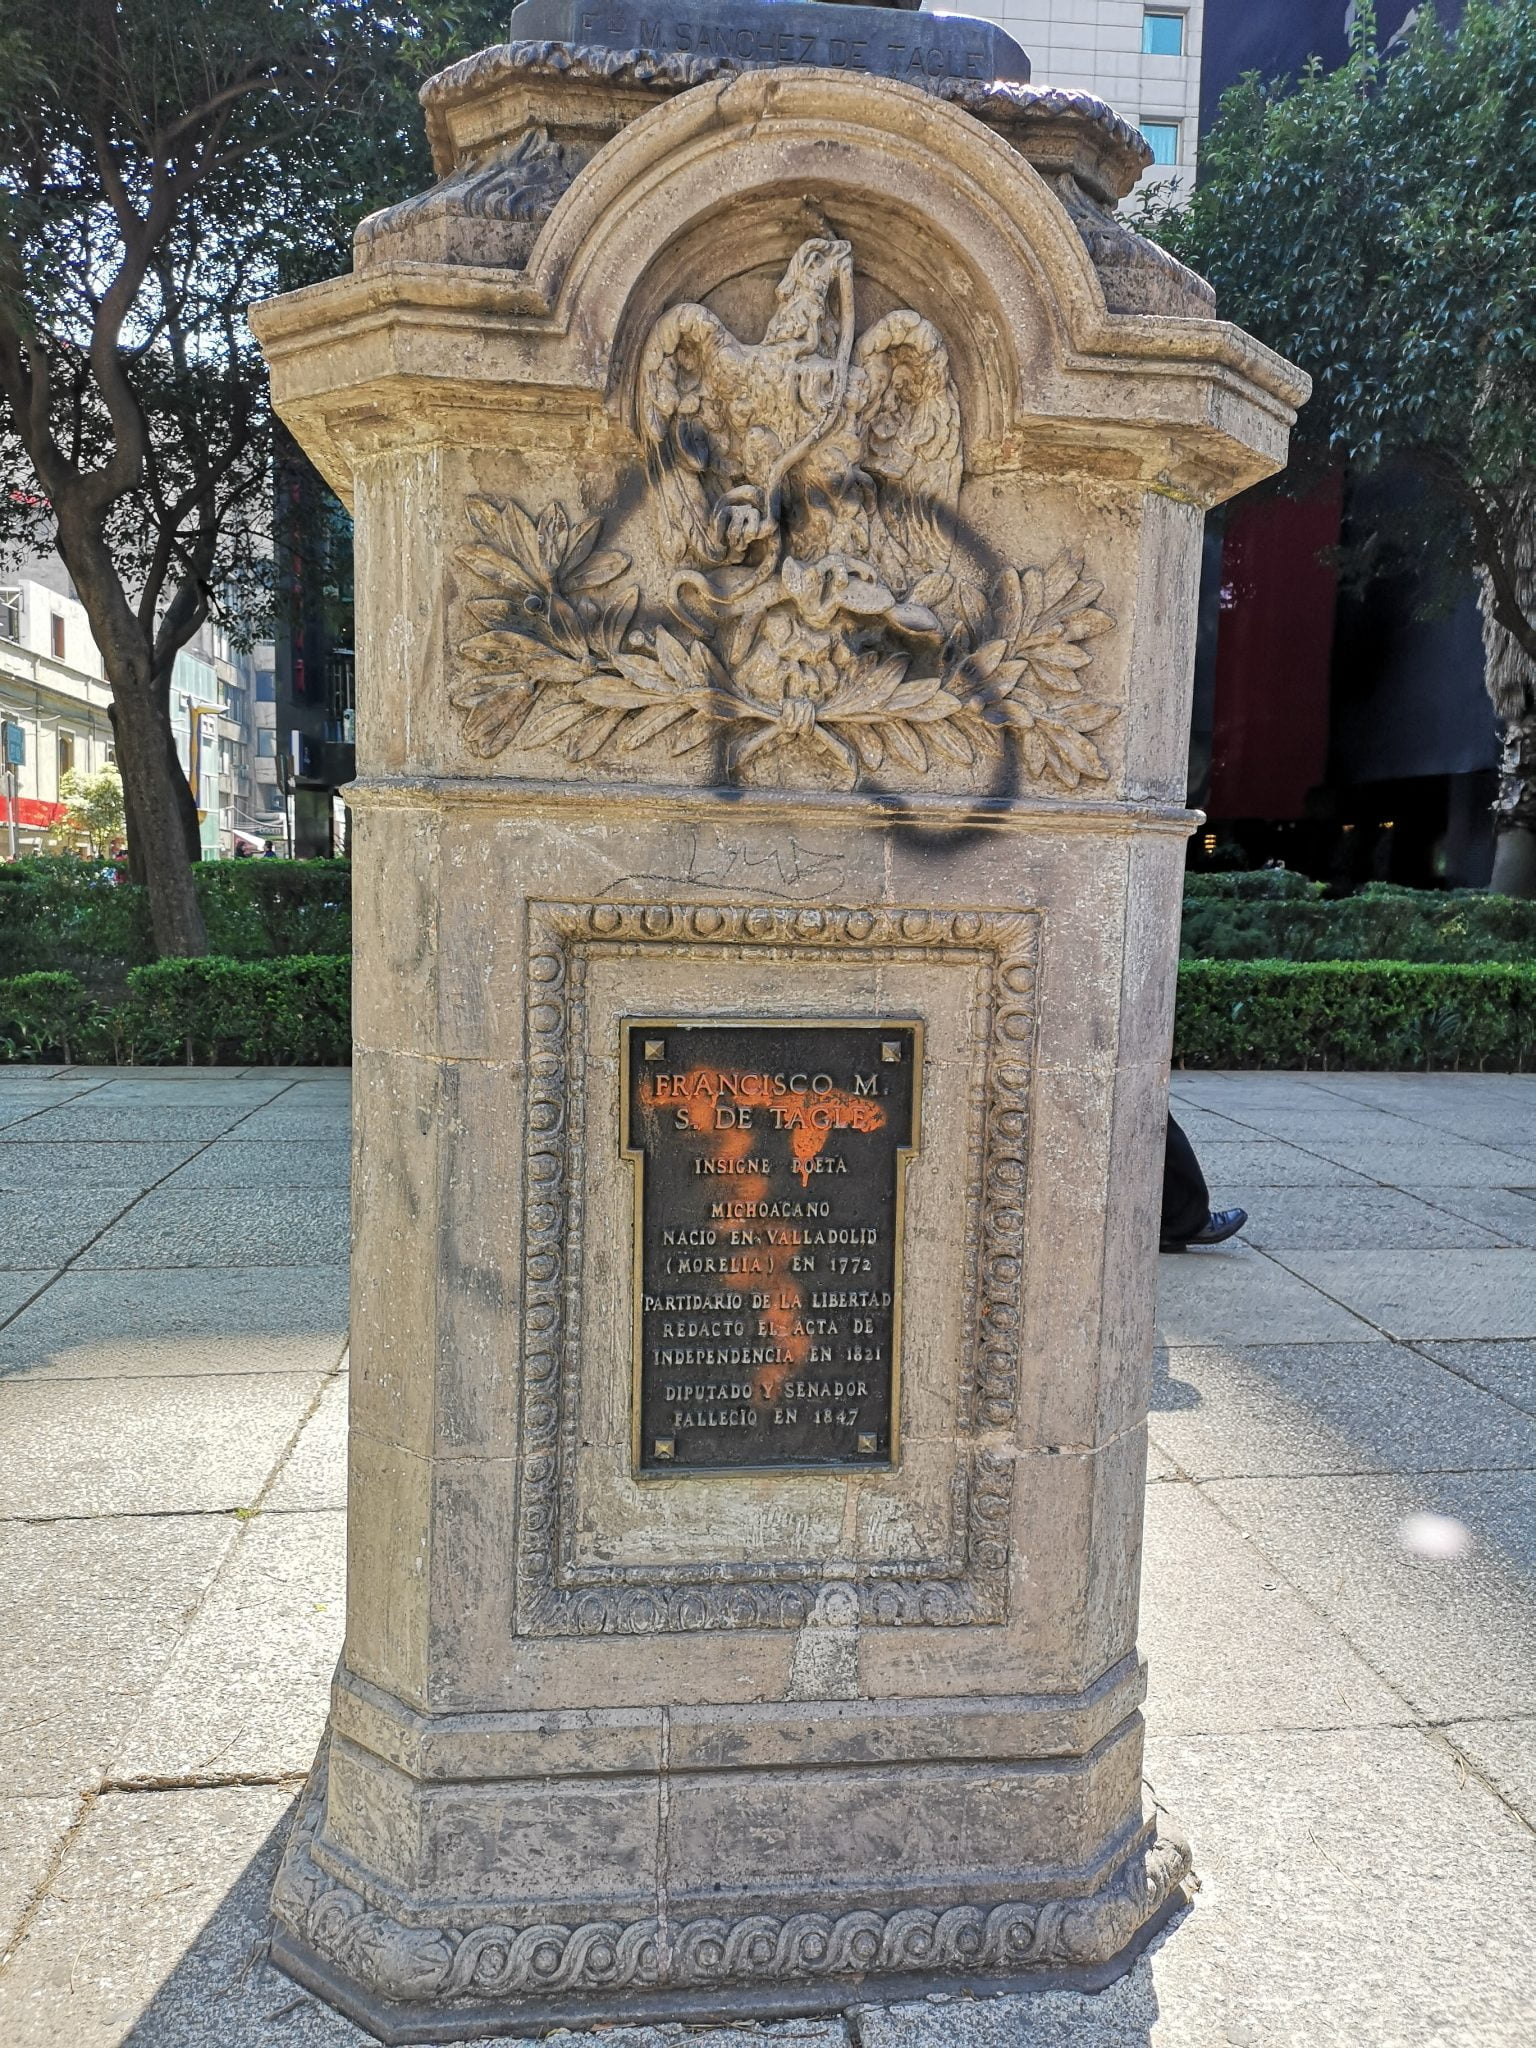 Fco M. SANCHEZ DE TAGLE
FRANCISCO M.
S. DE TAGLE
INSIGNE POETA
MICHOACANO
NACIO EN VALLADOLID
(MORELIA) EN 1772
PARTIDARIO DE LA LIBERTAD
REDACTO EL ACTA DE
INDEPENDENCIA EN 1821
DIPUTADO Y SENADOR
FALLECIO EN 1847